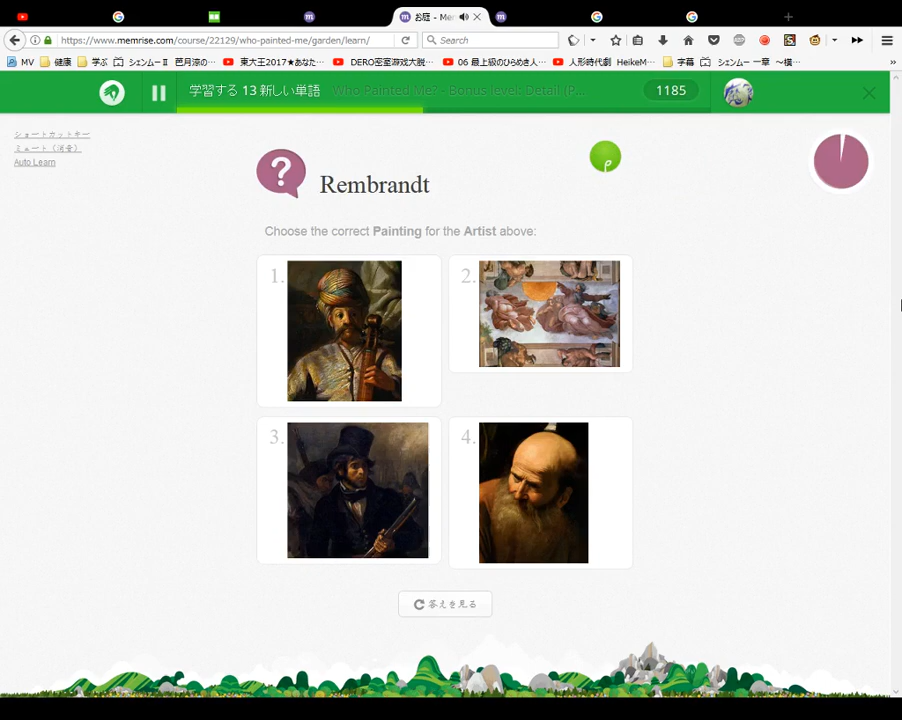 お庭 - Mem
https://www.memrise.com/course/22129/who-painted-me/garden/learn/
Search
MV
健康
学ぶ
シェンムーⅡ
芭月涼の…
東大王2017★あなた…
DERO密室游戏大脱…
06 最上級のひらめき人…
人形時代劇 HeikeM…
字幕
シェンムー 一章 ～横…
学習する 13 新しい単語
Who Painted Me? - Bonus level: Detail (P...
1185
ショートカットキー
ミュート（消音）
Auto Learn
?
Rembrandt
Choose the correct Painting for the Artist above:
1.
2.
3.
4.
答えを見る